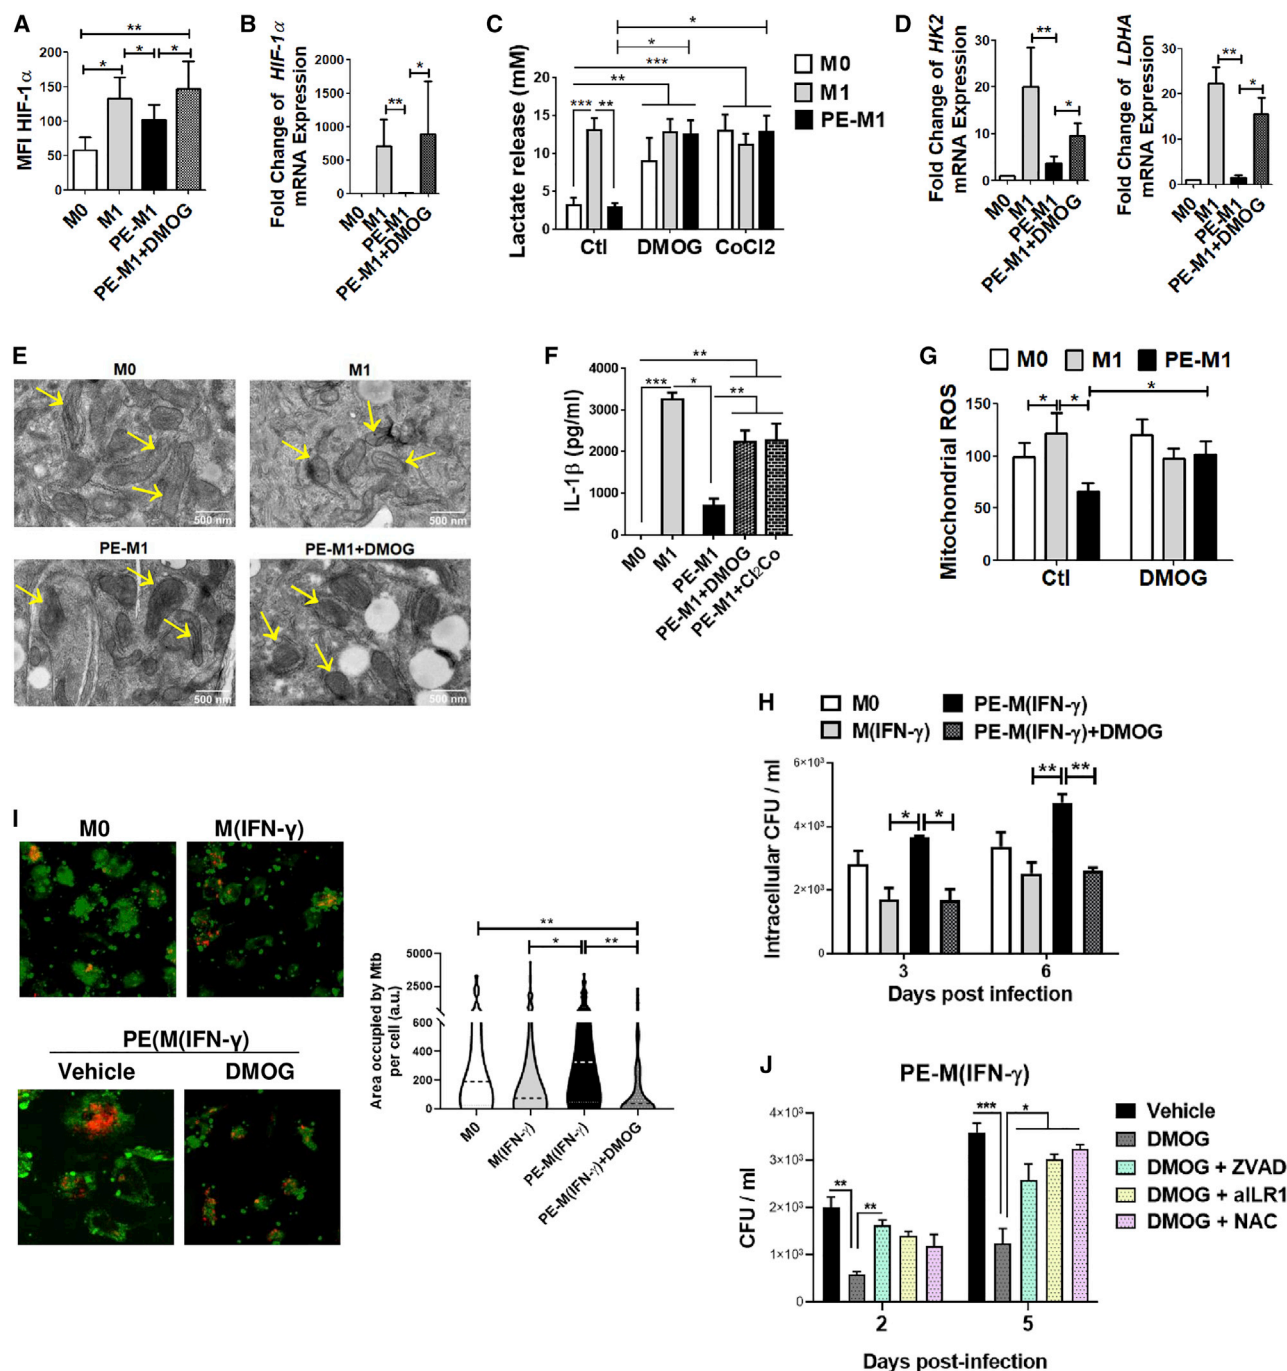 A
**
*
*
*
MFI HIF-1α
200
150
100
50
0
M0
M1
PE-M1
PE-M1+DMOG
B
Fold Change of HIF-1α
mRNA Expression
2000
1500
1000
500
0
**
*
M0
M1
PE-M1
PE-M1+DMOG
C
Lactate release (mM)
20
15
10
5
0
*
*
***
**
*** **
Ctl
DMOG
CoCl2
M0
M1
PE-M1
D
Fold Change of HK2
mRNA Expression
30
20
10
0
**
*
M0
M1
PE-M1
PE-M1+DMOG
Fold Change of LDHA
mRNA Expression
30
20
10
0
**
*
M0
M1
PE-M1
PE-M1+DMOG
E
M0
M1
500 nm
500 nm
PE-M1
PE-M1+DMOG
500 nm
500 nm
F
IL-1β (pg/ml)
4000
3000
2000
1000
0
**
***
*
**
M0
M1
PE-M1
PE-M1+DMOG
PE-M1+Cl2Co
G
M0
M1
PE-M1
Mitochondrial ROS
150
100
50
0
*
*
*
Ctl
DMOG
H
M0
PE-M(IFN-γ)
M(IFN-γ)
PE-M(IFN-γ)+DMOG
Intracellular CFU / ml
6×10³
4×10³
2×10³
0
*
*
**
**
3
6
Days post infection
I
M0
M(IFN-γ)
PE(M(IFN-γ)
Vehicle
DMOG
Area occupied by Mtb
per cell (a.u.)
5000
2500
600
400
200
0
**
*
**
M0
M(IFN-γ)
PE-M(IFN-γ)
PE-M(IFN-γ)+DMOG
J
PE-M(IFN-γ)
CFU / ml
4×10³
3×10³
2×10³
1×10³
0
**
**
***
*
2
5
Days post-infection
Vehicle
DMOG
DMOG + ZVAD
DMOG + aILR1
DMOG + NAC